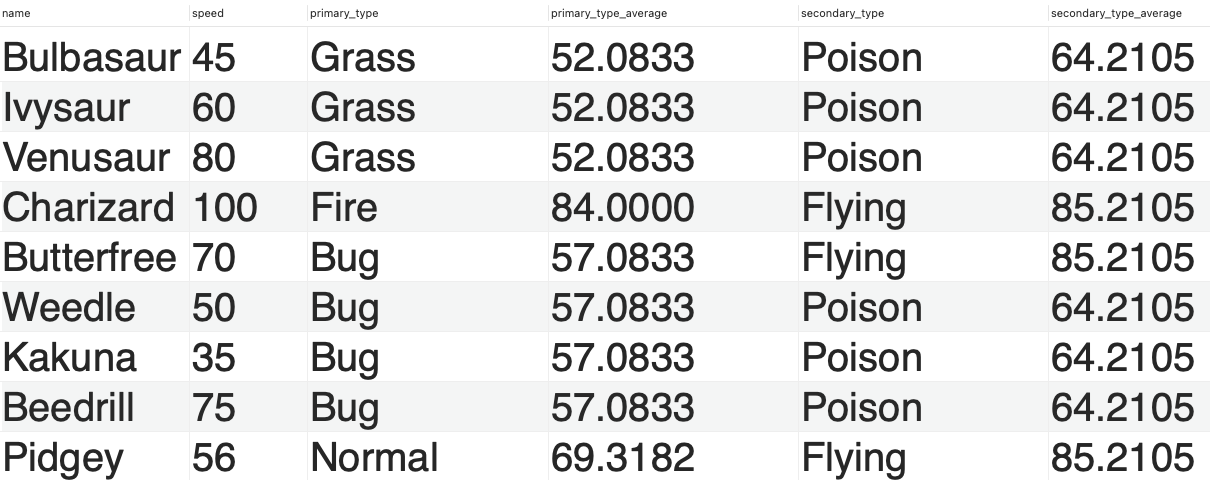 name speed primary_type primary_type_average secondary_type secondary_type_average
Bulbasaur 45 Grass 52.0833 Poison 64.2105
Ivysaur 60 Grass 52.0833 Poison 64.2105
Venusaur 80 Grass 52.0833 Poison 64.2105
Charizard 100 Fire 84.0000 Flying 85.2105
Butterfree 70 Bug 57.0833 Flying 85.2105
Weedle 50 Bug 57.0833 Poison 64.2105
Kakuna 35 Bug 57.0833 Poison 64.2105
Beedrill 75 Bug 57.0833 Poison 64.2105
Pidgey 56 Normal 69.3182 Flying 85.2105